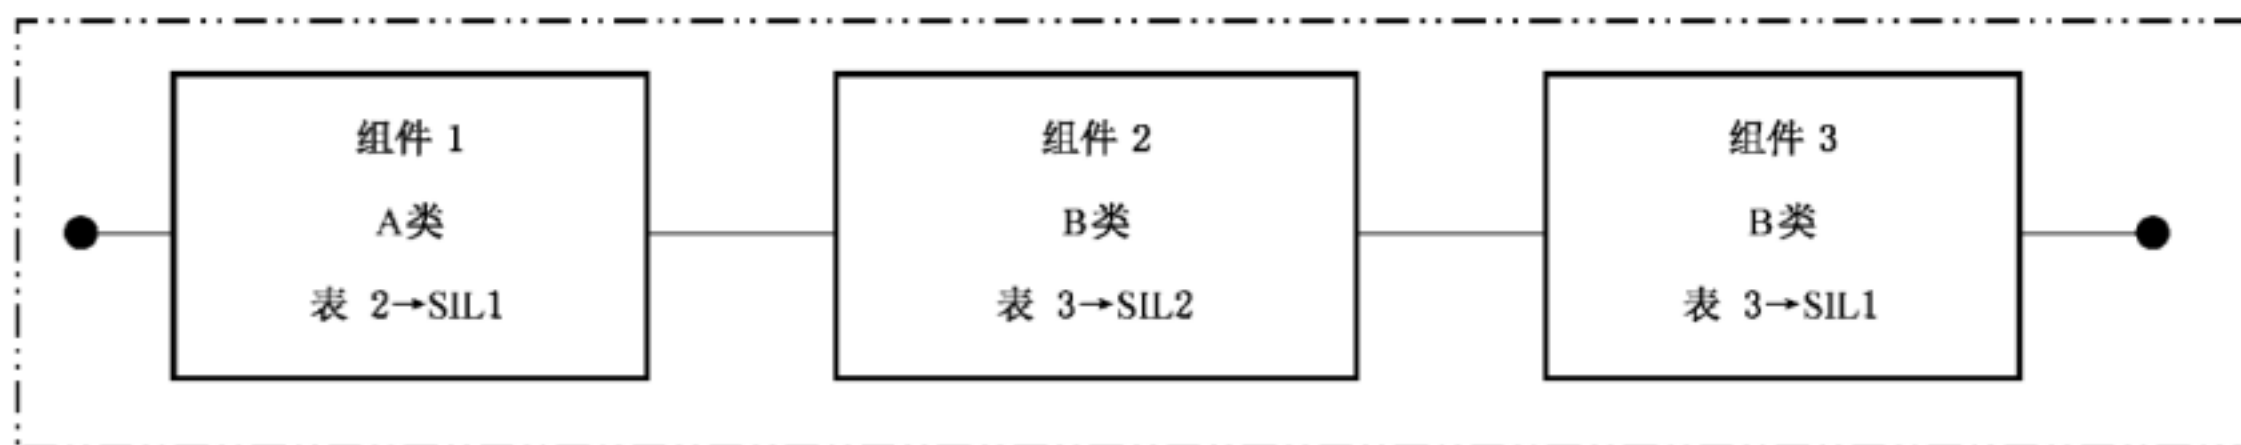 组件 1
A类
表 2→SIL1
组件 2
B类
表 3→SIL2
组件 3
B类
表 3→SIL1